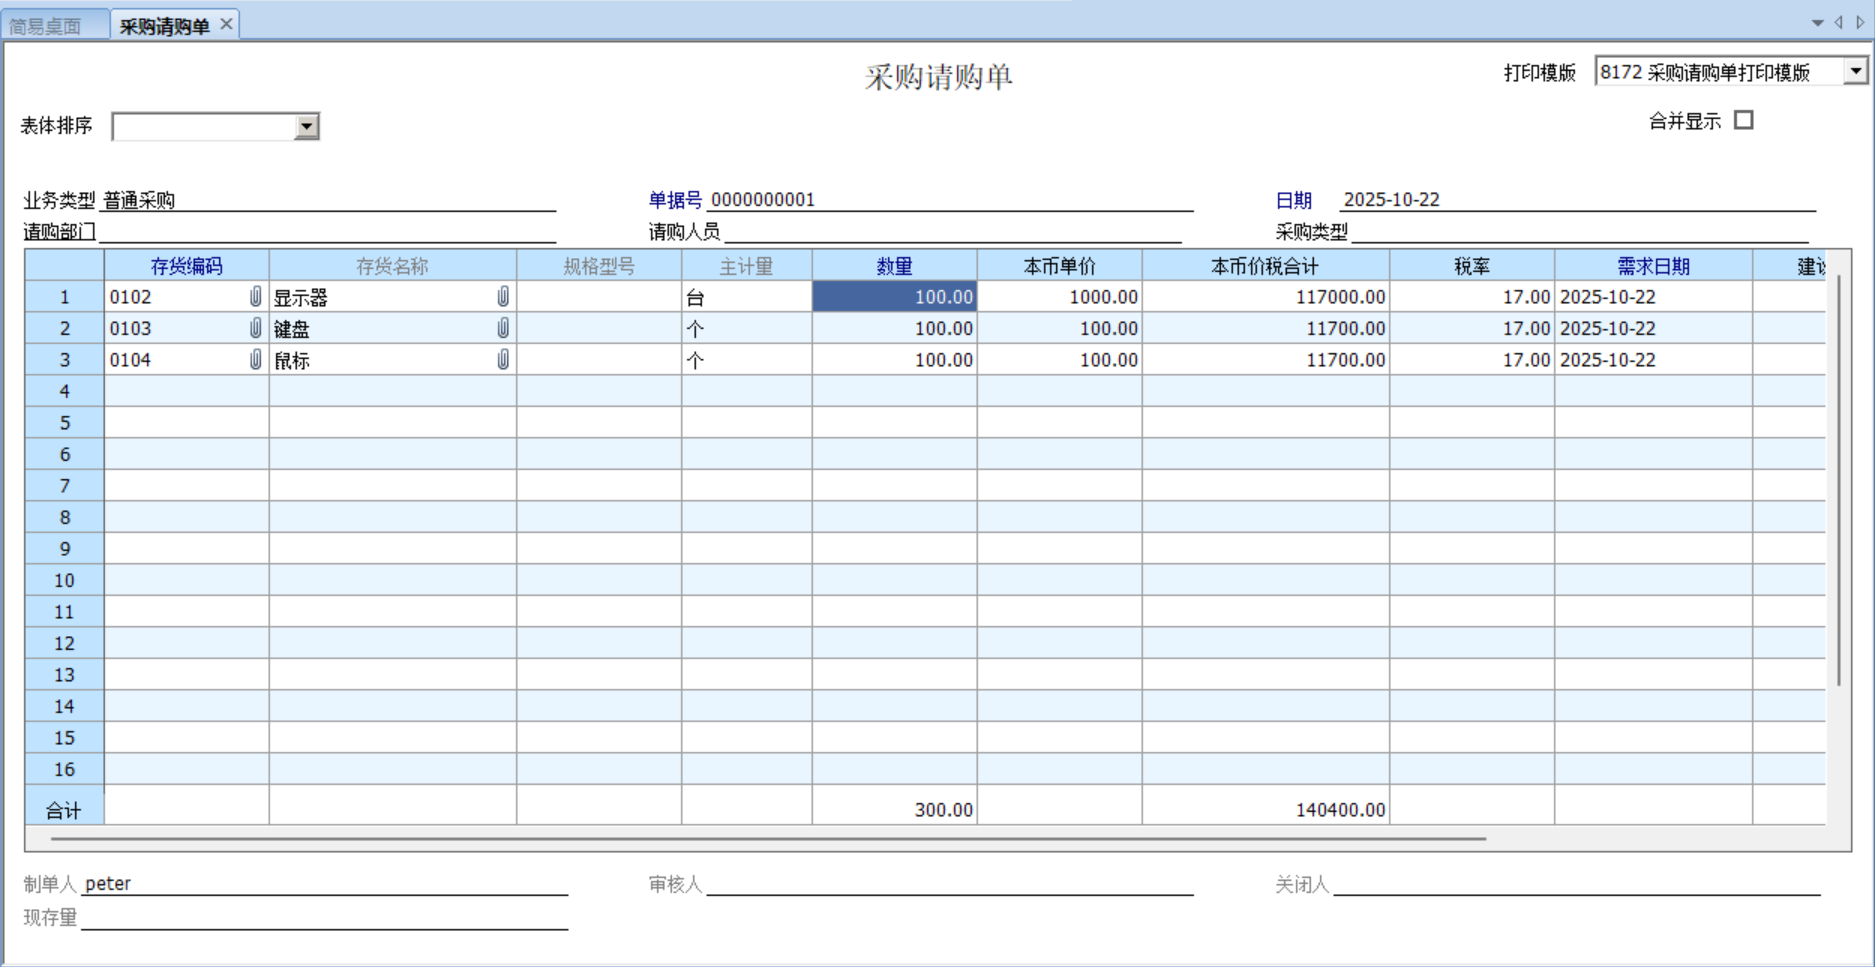 简易桌面 采购请购单
采购请购单
打印模版 8172 采购请购单打印模版
表体排序
合并显示
业务类型 普通采购 单据号 0000000001 日期 2025-10-22
请购部门 请购人员 采购类型
存货编码 存货名称 规格型号 主计量 数量 本币单价 本币价税合计 税率 需求日期 建
1 0102 显示器 台 100.00 1000.00 117000.00 17.00 2025-10-22
2 0103 键盘 个 100.00 100.00 11700.00 17.00 2025-10-22
3 0104 鼠标 个 100.00 100.00 11700.00 17.00 2025-10-22
4
5
6
7
8
9
10
11
12
13
14
15
16
合计 300.00 140400.00
制单人 peter 审核人 关闭人
现存量